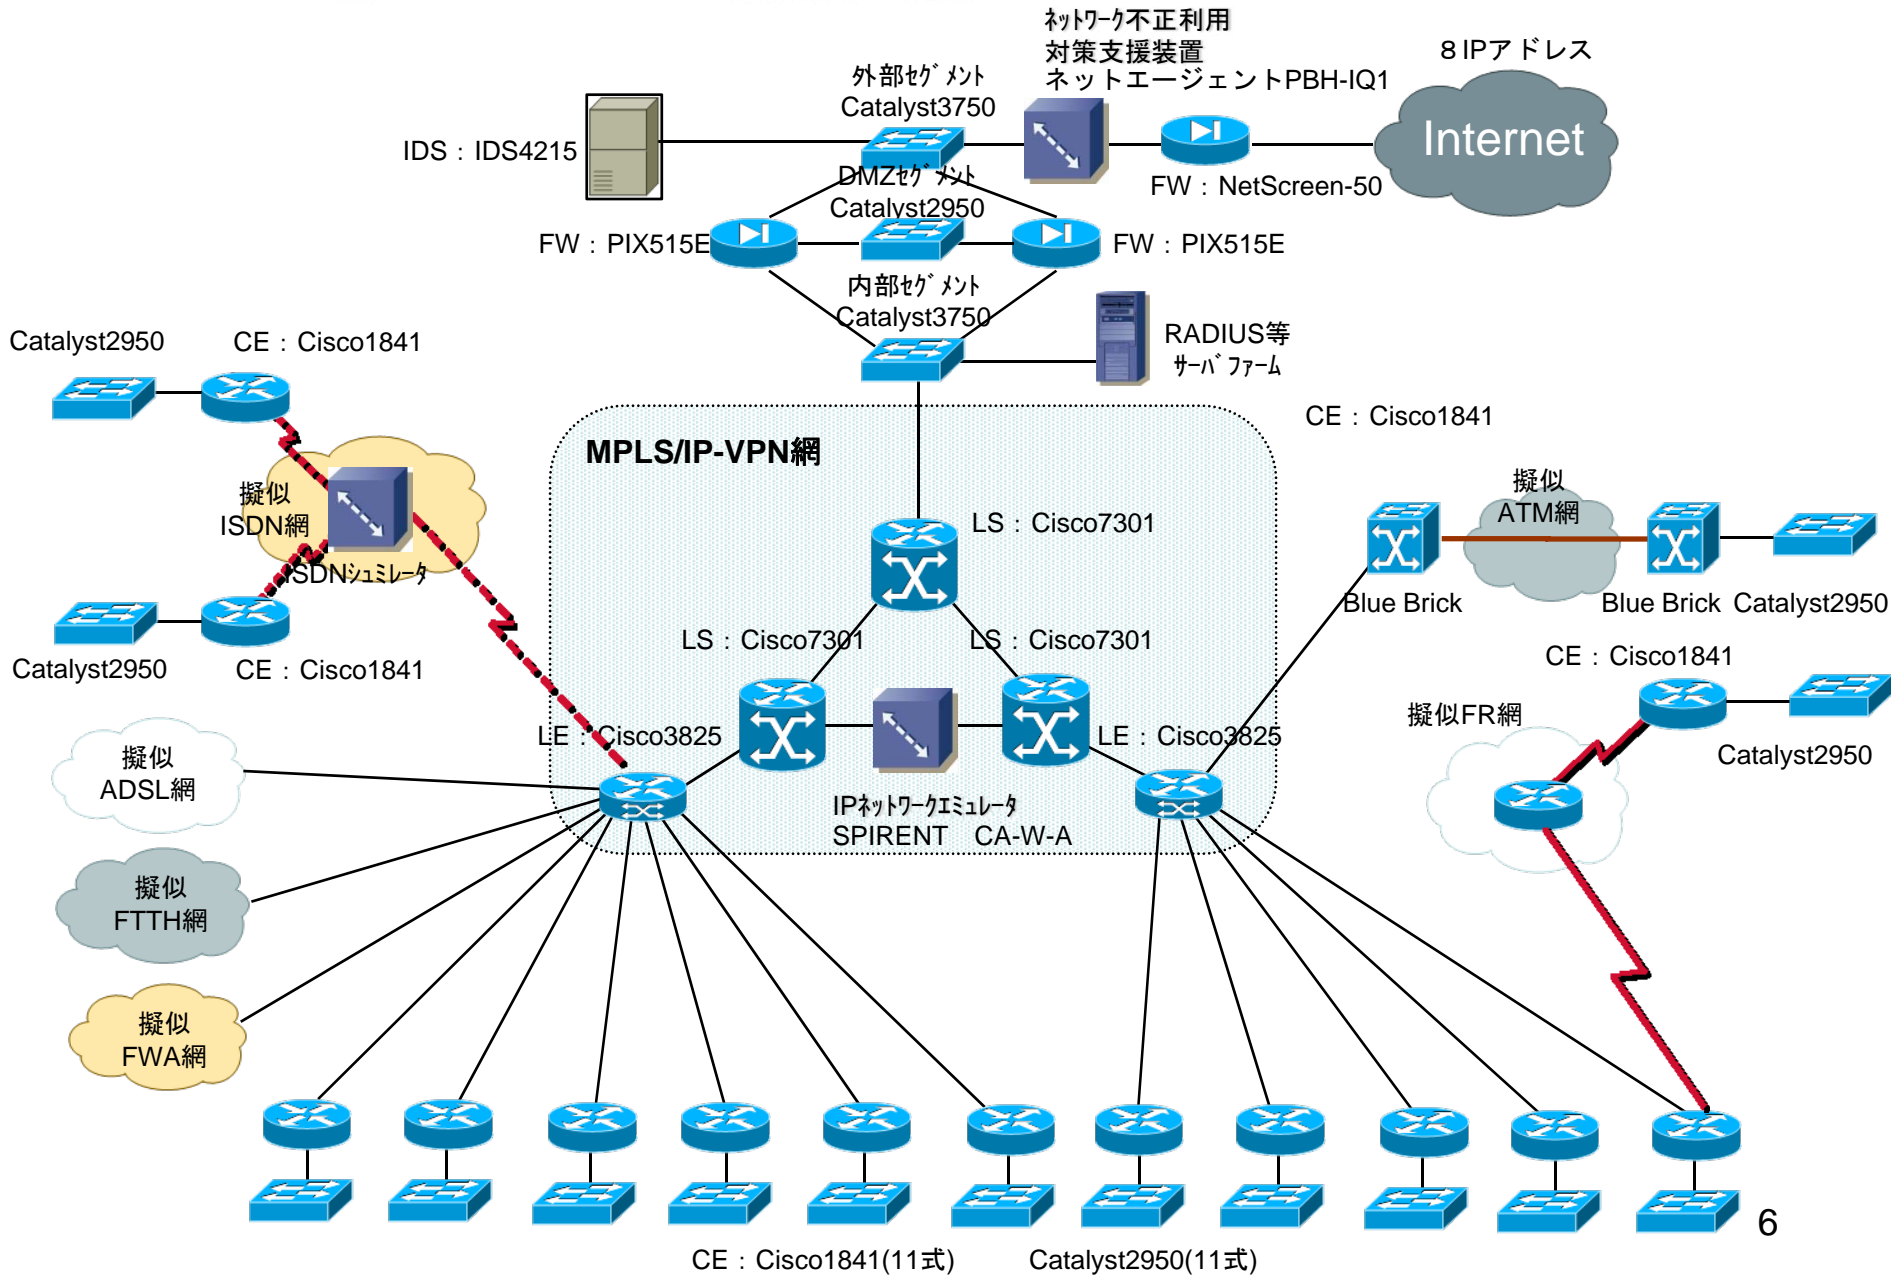 ﾈｯﾄﾜｰｸ不正利用
対策支援装置
ネットエージェントPBH-IQ1
８IPアドレス
外部ｾｸﾞﾒﾝﾄ
Catalyst3750
Internet
IDS：IDS4215
FW：NetScreen-50
DMZｾｸﾞﾒﾝﾄ
Catalyst2950
FW：PIX515E
FW：PIX515E
内部ｾｸﾞﾒﾝﾄ
Catalyst3750
RADIUS等
ｻｰﾊﾞﾌｧｰﾑ
Catalyst2950
CE：Cisco1841
CE：Cisco1841
MPLS/IP-VPN網
擬似
ISDN網
ISDNｼｭﾐﾚｰﾀ
擬似
ATM網
LS：Cisco7301
Blue Brick
Blue Brick
Catalyst2950
LS：Cisco7301
LS：Cisco7301
Catalyst2950
CE：Cisco1841
CE：Cisco1841
擬似FR網
Catalyst2950
LE：Cisco3825
LE：Cisco3825
擬似
ADSL網
IPﾈｯﾄﾜｰｸｴﾐｭﾚｰﾀ
SPIRENT　CA-W-A
擬似
FTTH網
擬似
FWA網
6
CE：Cisco1841(11式)
Catalyst2950(11式)